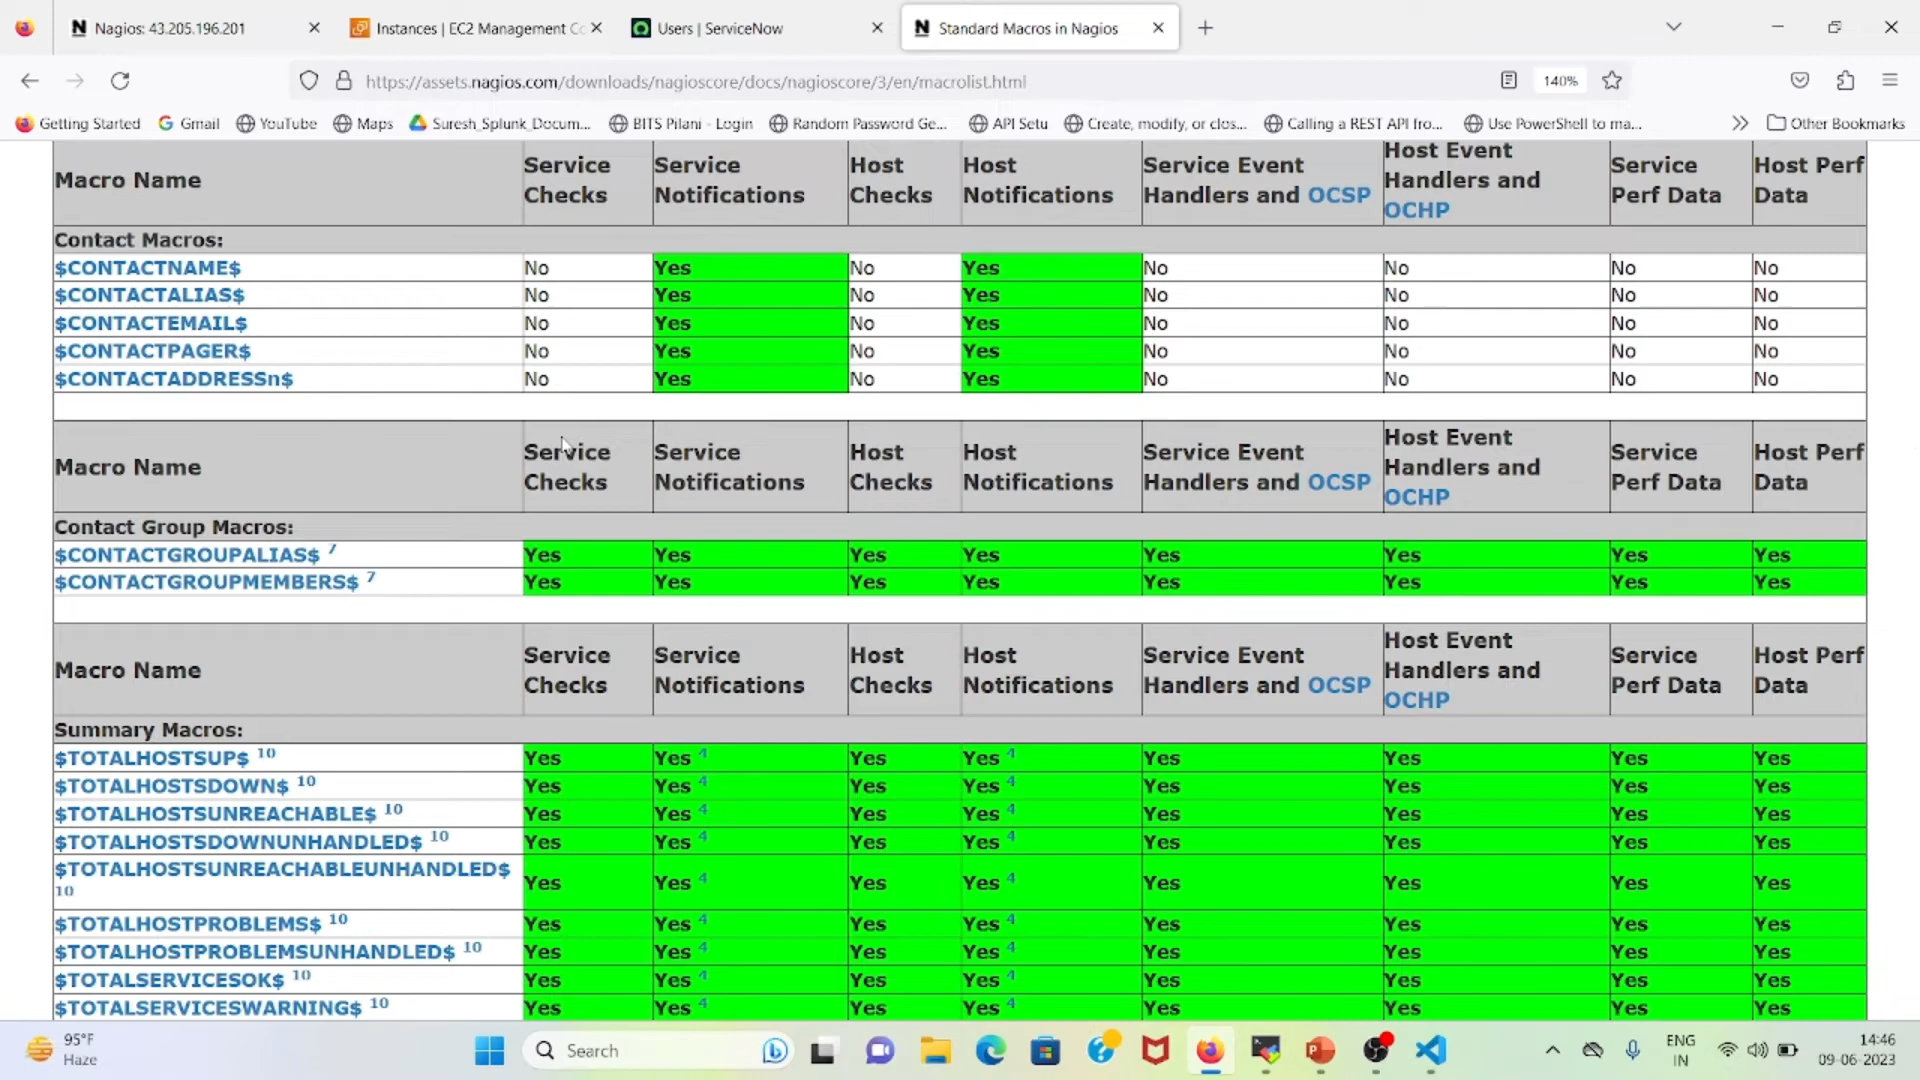 Nagios: 43.205.196.201
Instances | EC2 Management Cc
Users | ServiceNow
Standard Macros in Nagios
https://assets.nagios.com/downloads/nagioscore/docs/nagioscore/3/en/macrolist.html
140%
Getting Started Gmail YouTube Maps Suresh_Splunk_Docum... BITS Pilani - Login Random Password Ge... API Setu Create, modify, or clos... Calling a REST API fro... Use PowerShell to ma... Other Bookmarks
Macro Name Service Checks Service Notifications Host Checks Host Notifications Service Event Handlers and OCSP Host Event Handlers and OCHP Service Perf Data Host Perf Data
Contact Macros:
$CONTACTNAME$ No Yes No Yes No No No No
$CONTACTALIAS$ No Yes No Yes No No No No
$CONTACTEMAIL$ No Yes No Yes No No No No
$CONTACTPAGER$ No Yes No Yes No No No No
$CONTACTADDRESSn$ No Yes No Yes No No No No
Macro Name Service Checks Service Notifications Host Checks Host Notifications Service Event Handlers and OCSP Host Event Handlers and OCHP Service Perf Data Host Perf Data
Contact Group Macros:
$CONTACTGROUPALIAS$ 7 Yes Yes Yes Yes Yes Yes Yes Yes
$CONTACTGROUPMEMBERS$ 7 Yes Yes Yes Yes Yes Yes Yes Yes
Macro Name Service Checks Service Notifications Host Checks Host Notifications Service Event Handlers and OCSP Host Event Handlers and OCHP Service Perf Data Host Perf Data
Summary Macros:
$TOTALHOSTSUP$ 10 Yes Yes 4 Yes Yes 4 Yes Yes Yes Yes
$TOTALHOSTSDOWN$ 10 Yes Yes 4 Yes Yes 4 Yes Yes Yes Yes
$TOTALHOSTSUNREACHABLE$ 10 Yes Yes 4 Yes Yes 4 Yes Yes Yes Yes
$TOTALHOSTSDOWNUNHANDLED$ 10 Yes Yes 4 Yes Yes 4 Yes Yes Yes Yes
$TOTALHOSTSUNREACHABLEUNHANDLED$ 10 Yes Yes 4 Yes Yes 4 Yes Yes Yes Yes
$TOTALHOSTPROBLEMS$ 10 Yes Yes 4 Yes Yes 4 Yes Yes Yes Yes
$TOTALHOSTPROBLEMSUNHANDLED$ 10 Yes Yes 4 Yes Yes 4 Yes Yes Yes Yes
$TOTALSERVICESOK$ 10 Yes Yes 4 Yes Yes 4 Yes Yes Yes Yes
$TOTALSERVICESWARNING$ 10 Yes Yes 4 Yes Yes 4 Yes Yes Yes Yes
95°F
Haze
Search
ENG
IN
14:46
09-06-2023